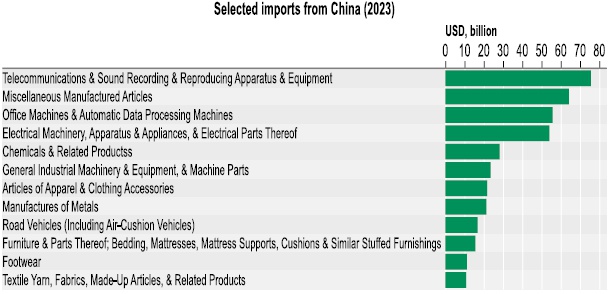 Selected imports from China (2023)
USD, billion
0 10 20 30 40 50 60 70 80
Telecommunications & Sound Recording & Reproducing Apparatus & Equipment
Miscellaneous Manufactured Articles
Office Machines & Automatic Data Processing Machines
Electrical Machinery, Apparatus & Appliances, & Electrical Parts Thereof
Chemicals & Related Productss
General Industrial Machinery & Equipment, & Machine Parts
Articles of Apparel & Clothing Accessories
Manufactures of Metals
Road Vehicles (Including Air–Cushion Vehicles)
Furniture & Parts Thereof; Bedding, Mattresses, Mattress Supports, Cushions & Similar Stuffed Furnishings
Footwear
Textile Yarn, Fabrics, Made–Up Articles, & Related Products